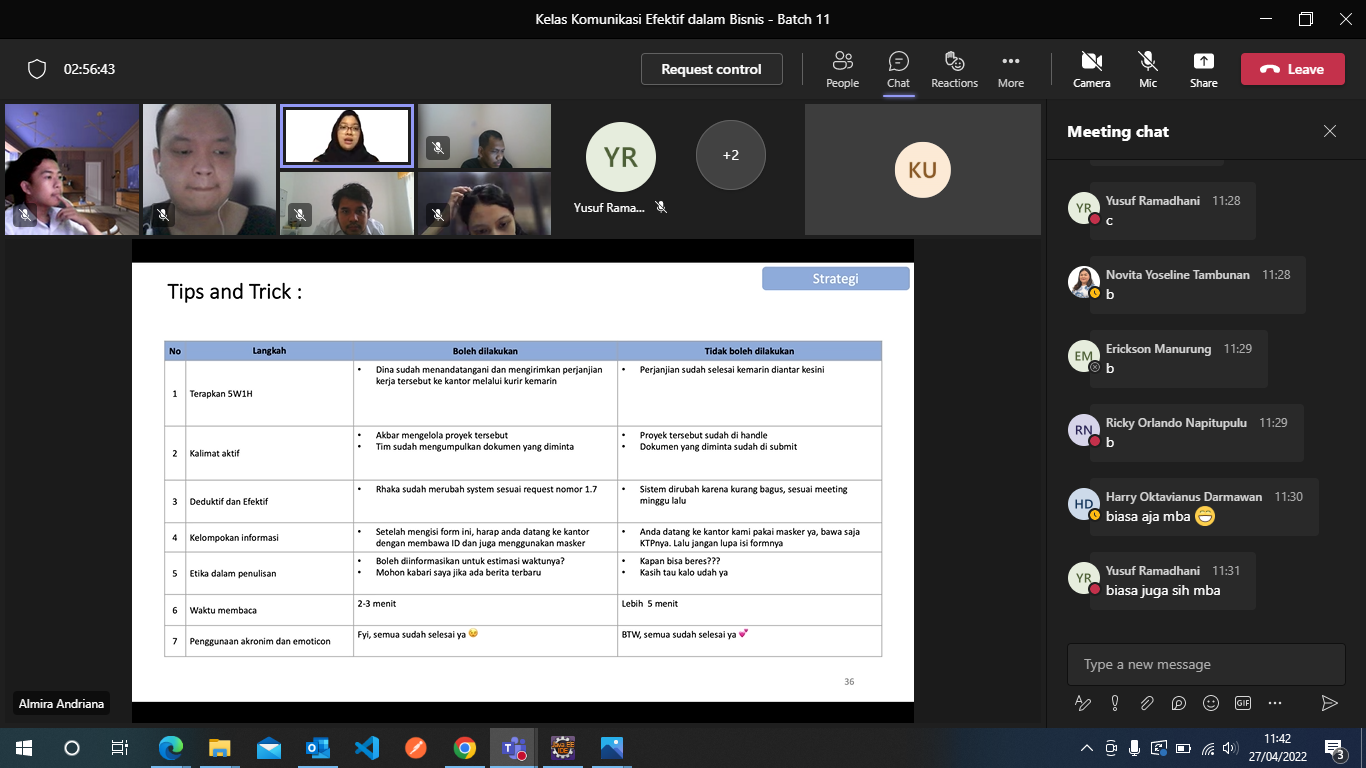 Kelas Komunikasi Efektif dalam Bisnis - Batch 11
02:56:43
Request control
People
Chat
Reactions
More
Camera
Mic
Share
Leave
YR
Yusuf Rama...
+2
KU
Strategi
Tips and Trick :
No Langkah Boleh dilakukan Tidak boleh dilakukan
1 Terapkan 5W1H
• Dina sudah menandatangani dan mengirimkan perjanjian
kerja tersebut ke kantor melalui kurir kemarin
• Perjanjian sudah selesai kemarin diantar kesini
2 Kalimat aktif
• Akbar mengelola proyek tersebut
• Tim sudah mengumpulkan dokumen yang diminta
• Proyek tersebut sudah di handle
• Dokumen yang diminta sudah di submit
3 Deduktif dan Efektif
• Rhaka sudah merubah system sesuai request nomor 1.7
• Sistem dirubah karena kurang bagus, sesuai meeting
minggu lalu
4 Kelompokan informasi
• Setelah mengisi form ini, harap anda datang ke kantor
dengan membawa ID dan juga menggunakan masker
• Anda datang ke kantor kami pakai masker ya, bawa saja
KTPnya. Lalu jangan lupa isi formnya
5 Etika dalam penulisan
• Boleh diinformasikan untuk estimasi waktunya?
• Mohon kabari saya jika ada berita terbaru
• Kapan bisa beres???
• Kasih tau kalo udah ya
6 Waktu membaca
2-3 menit
Lebih 5 menit
7 Penggunaan akronim dan emoticon
Fyi, semua sudah selesai ya 😉
BTW, semua sudah selesai ya 💕
36
Almira Andriana
Meeting chat
YR
Yusuf Ramadhani 11:28
c
Novita Yoseline Tambunan 11:28
b
EM
Erickson Manurung 11:29
b
RN
Ricky Orlando Napitupulu 11:29
b
HD
Harry Oktavianus Darmawan 11:30
biasa aja mba 😁
YR
Yusuf Ramadhani 11:31
biasa juga sih mba
Type a new message
GIF
11:42
27/04/2022
3